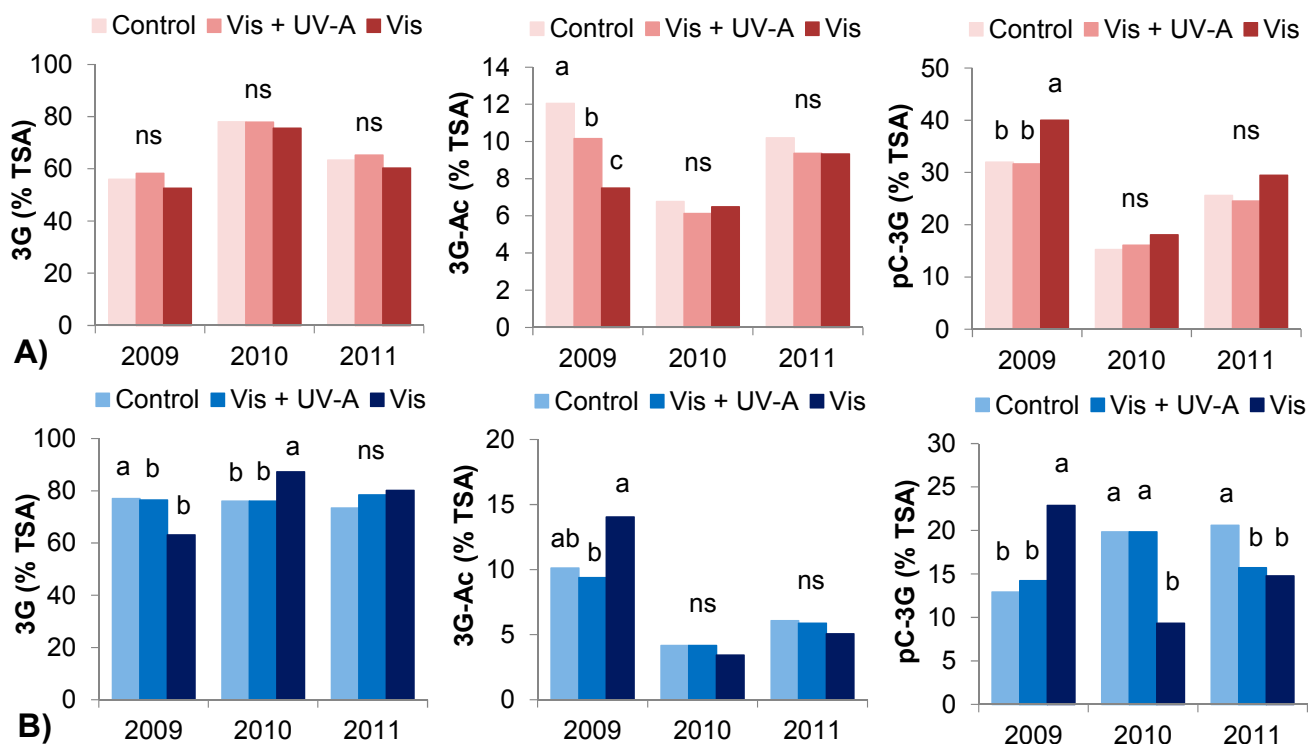 Control Vis + UV-A Vis
3G (% TSA)
100
80
60
40
20
0
ns
ns
ns
2009 2010 2011
A)
Control Vis + UV-A Vis
3G-Ac (% TSA)
14
12
10
8
6
4
2
0
a
b
c
ns
ns
2009 2010 2011
Control Vis + UV-A Vis
pC-3G (% TSA)
50
40
30
20
10
0
b b a
ns
ns
2009 2010 2011
Control Vis + UV-A Vis
3G (% TSA)
100
80
60
40
20
0
a b b
b b a
ns
2009 2010 2011
B)
Control Vis + UV-A Vis
3G-Ac (% TSA)
20
15
10
5
0
ab b a
ns
ns
2009 2010 2011
Control Vis + UV-A Vis
pC-3G (% TSA)
30
25
20
15
10
5
0
b b a
a a b
a b b
2009 2010 2011